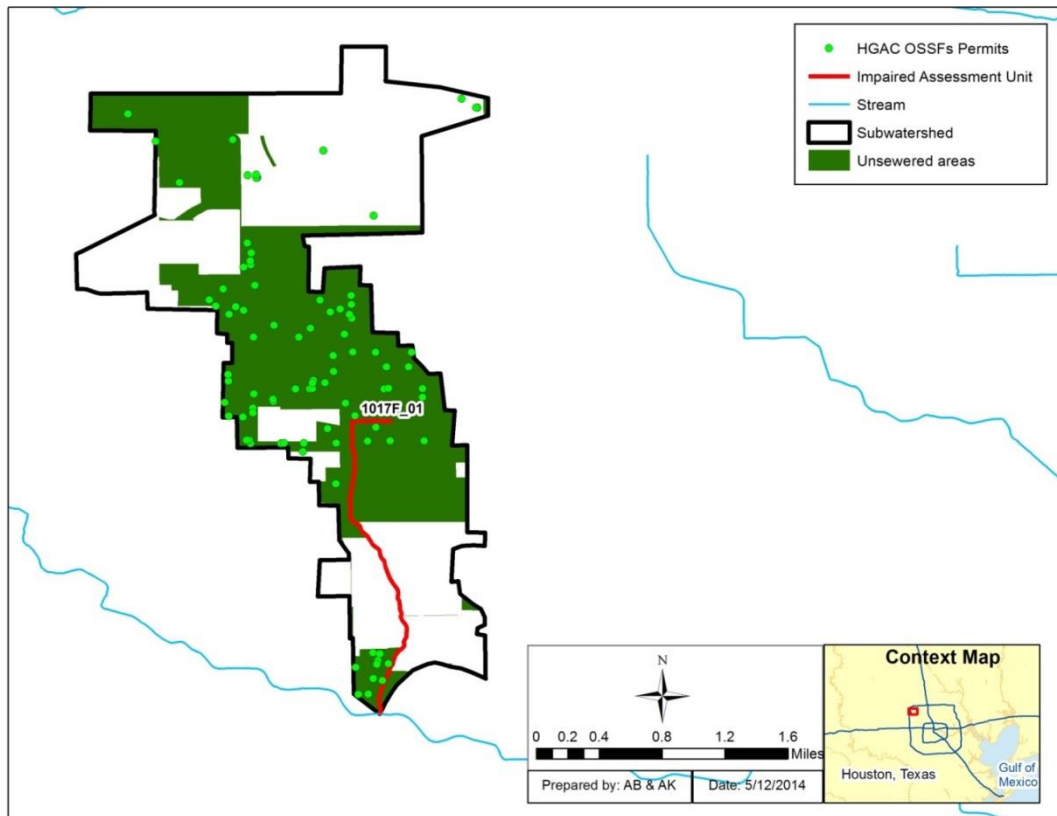 HGAC OSSFs Permits
Impaired Assessment Unit
Stream
Subwatershed
Unsewered areas
1017F_01
N
0 0.2 0.4 0.8 1.2 1.6
Miles
Prepared by: AB & AK
Date: 5/12/2014
Context Map
Houston, Texas
Gulf of
Mexico